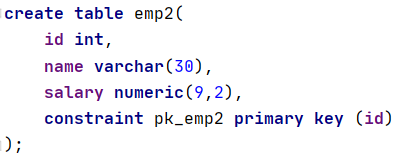 create table emp2(
    id int,
    name varchar(30),
    salary numeric(9,2),
    constraint pk_emp2 primary key (id)
);